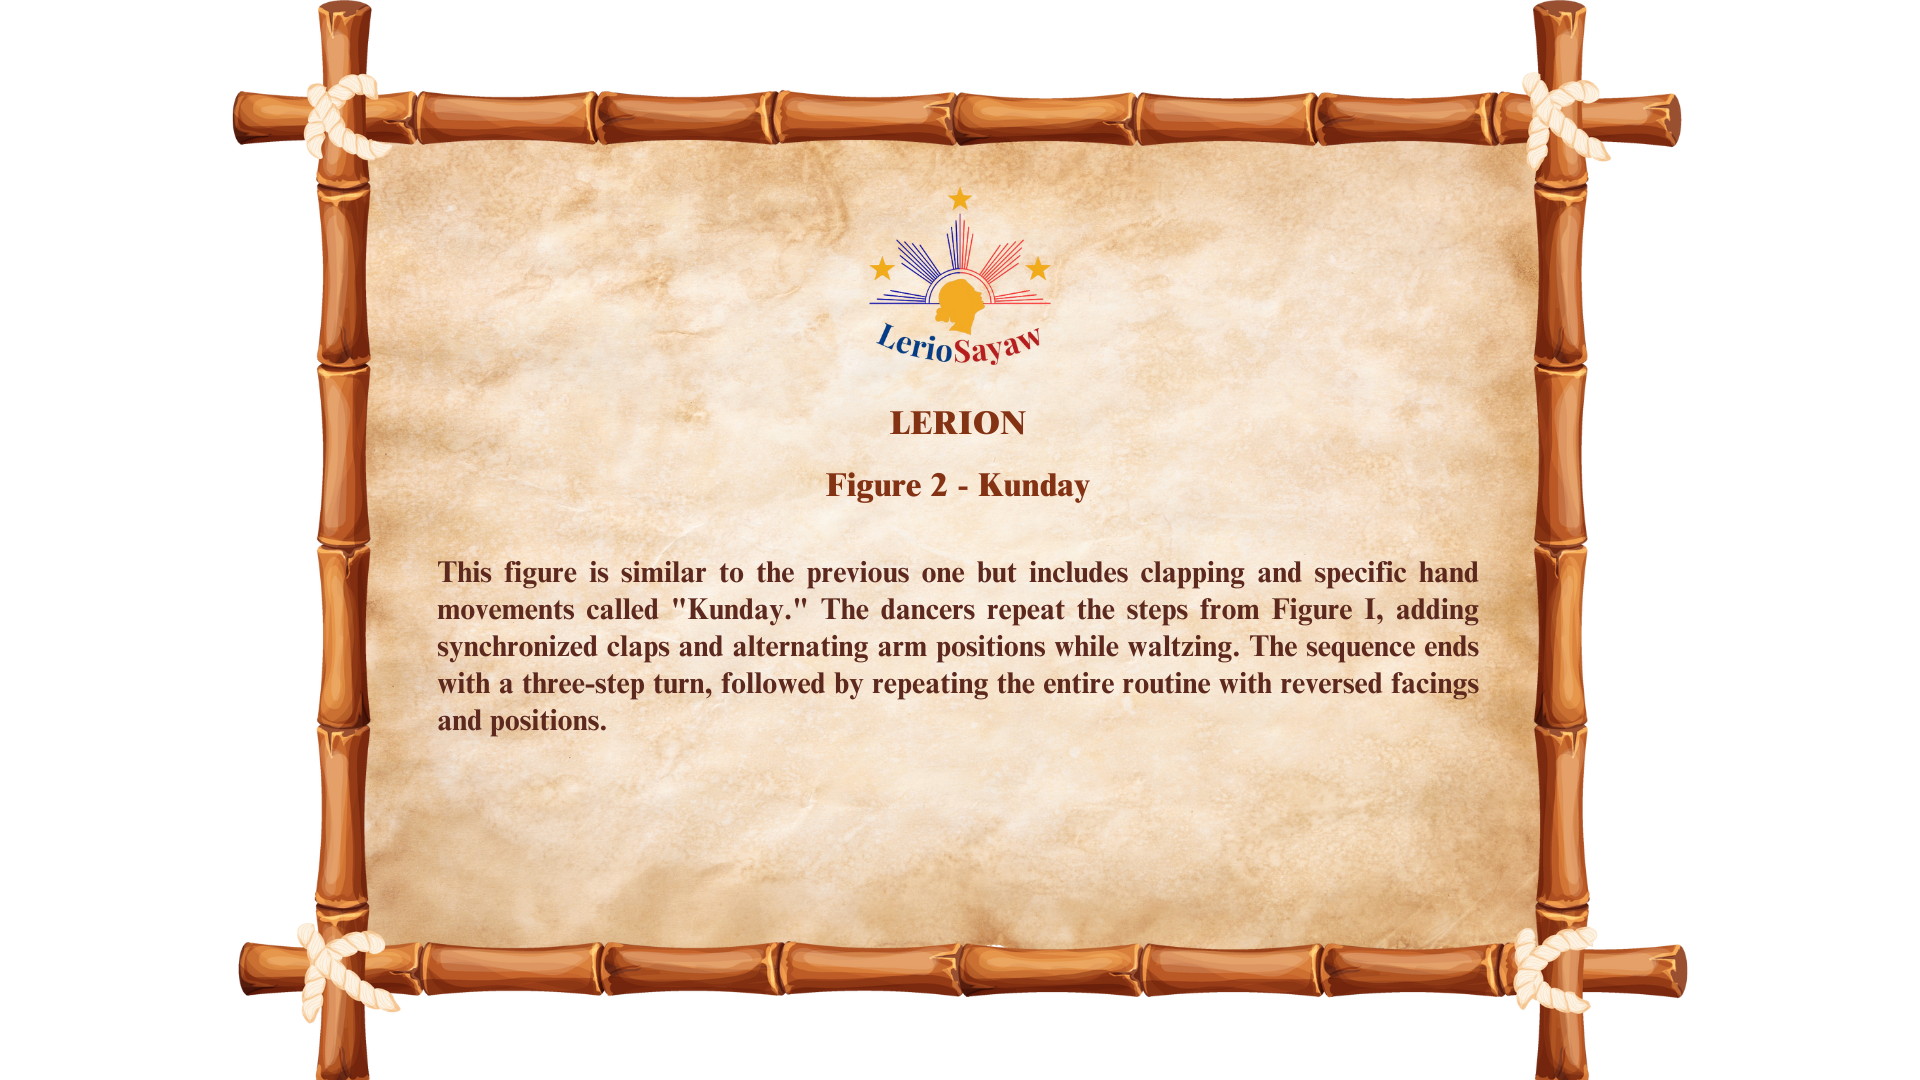 LerioSayaw
LERION
Figure 2 - Kunday
This figure is similar to the previous one but includes clapping and specific hand
movements called "Kunday." The dancers repeat the steps from Figure I, adding
synchronized claps and alternating arm positions while waltzing. The sequence ends
with a three-step turn, followed by repeating the entire routine with reversed facings
and positions.